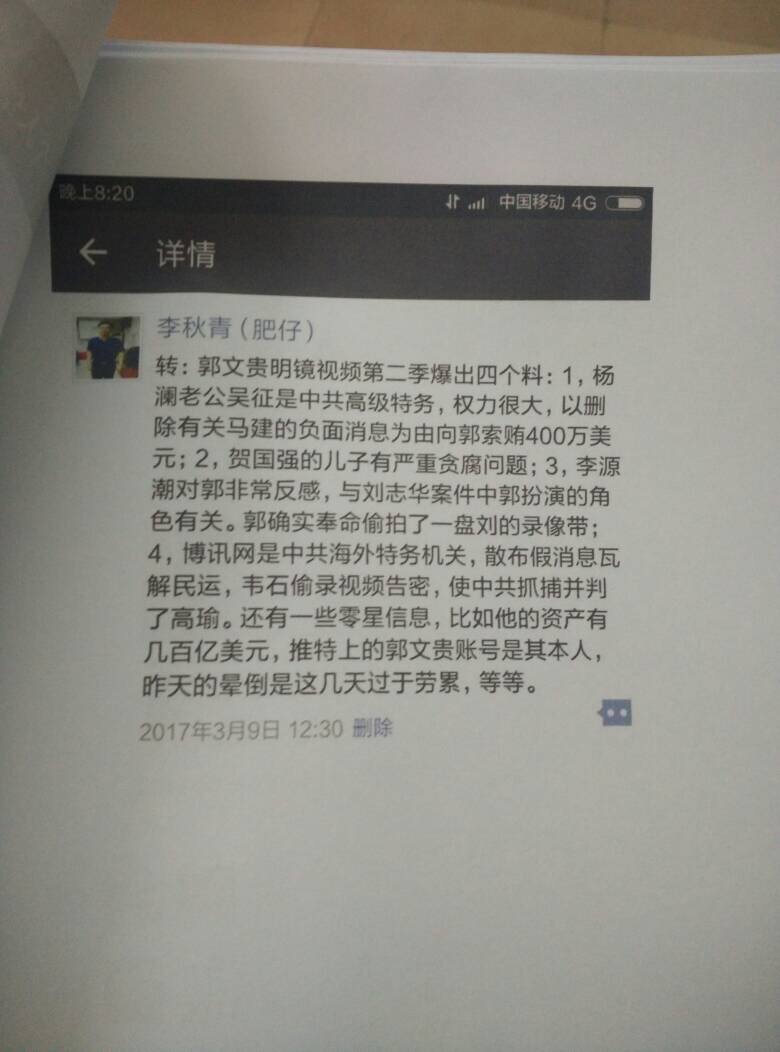 晚上8:20 中国移动 4G
详情
李秋青(肥仔)
转：郭文贵明镜视频第二季爆出四个料：1，杨
澜老公吴征是中共高级特务，权力很大，以删
除有关马建的负面消息为由向郭索贿400万美
元；2，贺国强的儿子有严重贪腐问题；3，李源
潮对郭非常反感，与刘志华案件中郭扮演的角
色有关。郭确实奉命偷拍了一盘刘的录像带；
4，博讯网是中共海外特务机关，散布假消息瓦
解民运，韦石偷录视频告密，使中共抓捕并判
了高瑜。还有一些零星信息，比如他的资产有
几百亿美元，推特上的郭文贵账号是其本人，
昨天的晕倒是这几天过于劳累，等等。
2017年3月9日 12:30 删除